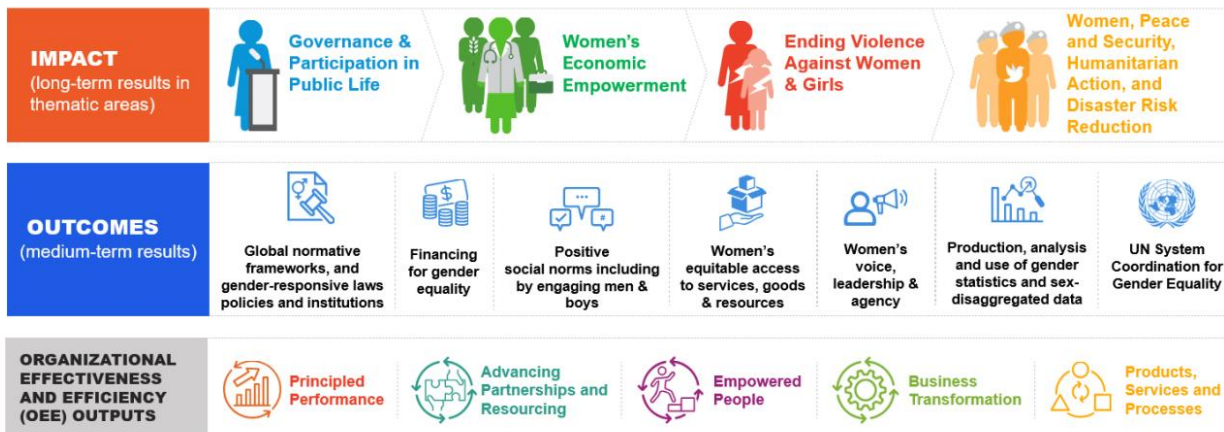 IMPACT
(long-term results in
thematic areas)
Governance &
Participation in
Public Life
Women's
Economic
Empowerment
Ending Violence
Against Women
& Girls
Women, Peace
and Security,
Humanitarian
Action, and
Disaster Risk
Reduction
OUTCOMES
(medium-term results)
Global normative
frameworks, and
gender-responsive laws
policies and institutions
$
Financing
for gender
equality
...
#
Positive
social norms including
by engaging men &
boys
Women's
equitable access
to services, goods
& resources
Women's
voice,
leadership &
agency
Production, analysis
and use of gender
statistics and sex-
disaggregated data
UN System
Coordination for
Gender Equality
ORGANIZATIONAL
EFFECTIVENESS
AND EFFICIENCY
(OEE) OUTPUTS
Principled
Performance
Advancing
Partnerships and
Resourcing
Empowered
People
Business
Transformation
Products,
Services and
Processes